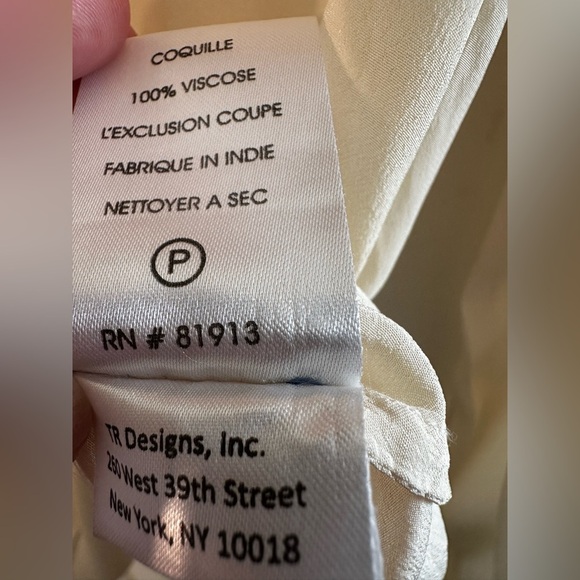 COQUILLE
100% VISCOSE
L'EXCLUSION COUPE
FABRIQUE IN INDIE
NETTOYER A SEC
P
RN # 81913
TR Designs, Inc.
260 West 39th Street
New York, NY 10018